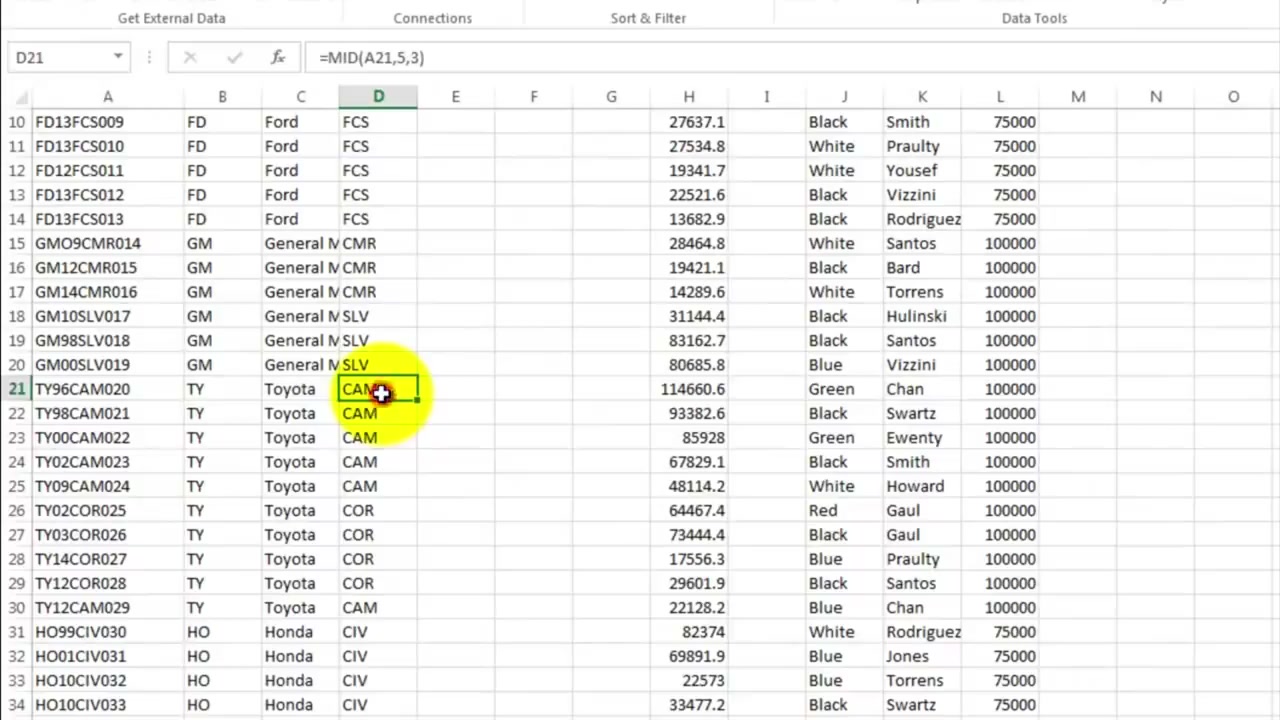 Get External Data Connections Sort & Filter Data Tools
D21 fx =MID(A21,5,3)
A B C D E F G H I J K L M N O
10 FD13FCS009 FD Ford FCS 27637.1 Black Smith 75000
11 FD13FCS010 FD Ford FCS 27534.8 White Praulty 75000
12 FD12FCS011 FD Ford FCS 19341.7 White Yousef 75000
13 FD13FCS012 FD Ford FCS 22521.6 Black Vizzini 75000
14 FD13FCS013 FD Ford FCS 13682.9 Black Rodriguez 75000
15 GMO9CMR014 GM General M CMR 28464.8 White Santos 100000
16 GM12CMR015 GM General M CMR 19421.1 Black Bard 100000
17 GM14CMR016 GM General M CMR 14289.6 White Torrens 100000
18 GM10SLV017 GM General M SLV 31144.4 Black Hulinski 100000
19 GM98SLV018 GM General M SLV 83162.7 Black Santos 100000
20 GM00SLV019 GM General M SLV 80685.8 Blue Vizzini 100000
21 TY96CAM020 TY Toyota CAM 114660.6 Green Chan 100000
22 TY98CAM021 TY Toyota CAM 93382.6 Black Swartz 100000
23 TY00CAM022 TY Toyota CAM 85928 Green Ewenty 100000
24 TY02CAM023 TY Toyota CAM 67829.1 Black Smith 100000
25 TY09CAM024 TY Toyota CAM 48114.2 White Howard 100000
26 TY02COR025 TY Toyota COR 64467.4 Red Gaul 100000
27 TY03COR026 TY Toyota COR 73444.4 Black Gaul 100000
28 TY14COR027 TY Toyota COR 17556.3 Blue Praulty 100000
29 TY12COR028 TY Toyota COR 29601.9 Black Santos 100000
30 TY12CAM029 TY Toyota CAM 22128.2 Blue Chan 100000
31 HO99CIV030 HO Honda CIV 82374 White Rodriguez 75000
32 HO01CIV031 HO Honda CIV 69891.9 Blue Jones 75000
33 HO10CIV032 HO Honda CIV 22573 Blue Torrens 75000
34 HO10CIV033 HO Honda CIV 33477.2 Black Swartz 75000